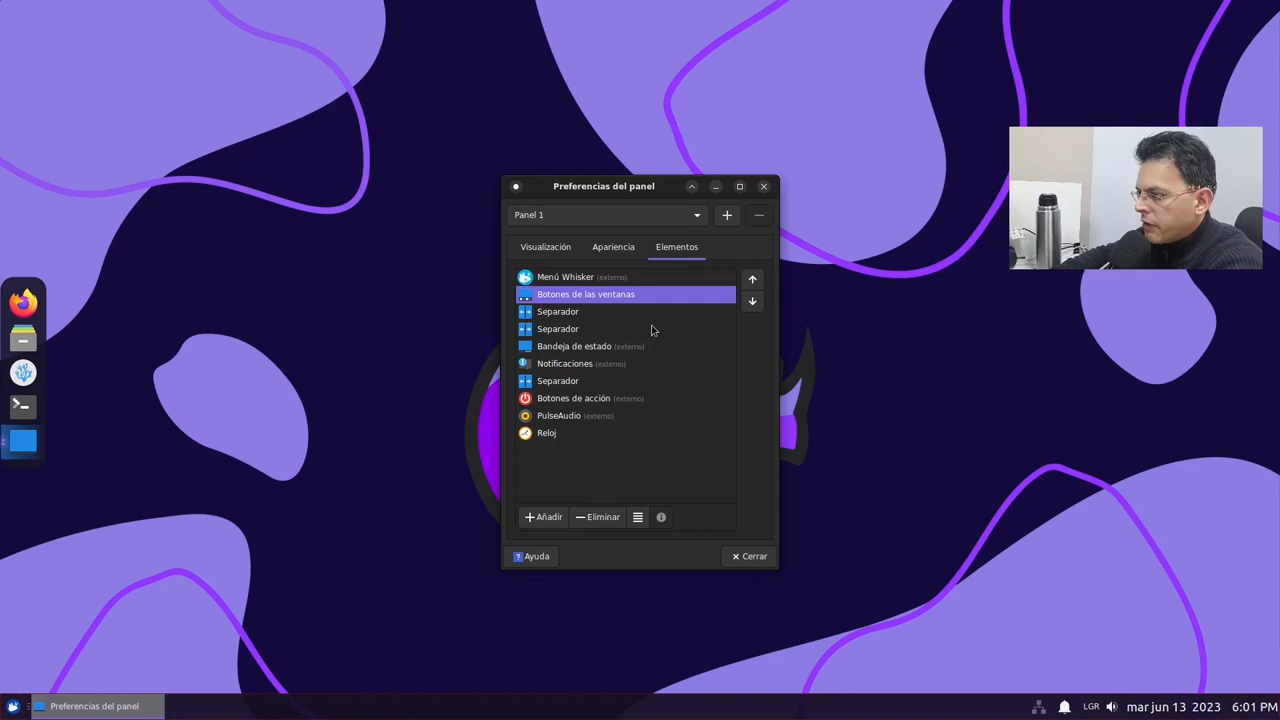 Preferencias del panel
Panel 1
Visualización Apariencia Elementos
Menú Whisker (externo)
Botones de las ventanas
Separador
Separador
Bandeja de estado (externo)
Notificaciones (externo)
Separador
Botones de acción (externo)
PulseAudio (externo)
Reloj
Añadir Eliminar
? Ayuda Cerrar
Preferencias del panel LGR mar jun 13 2023 6:01 PM